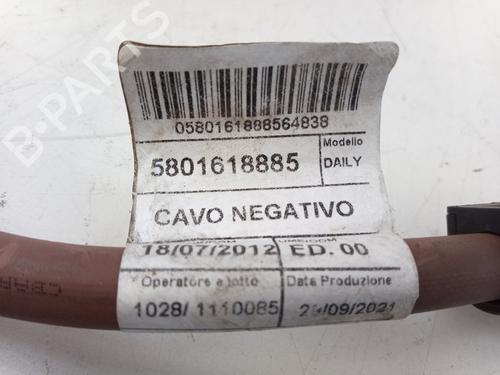 0580161888564838
5801618885
Modello
DAILY
CAVO NEGATIVO
18/07/2012
ED. 00
Operatore e lotto
Data Produzione
1028/ 1110085
/09/2021
B-PARTS